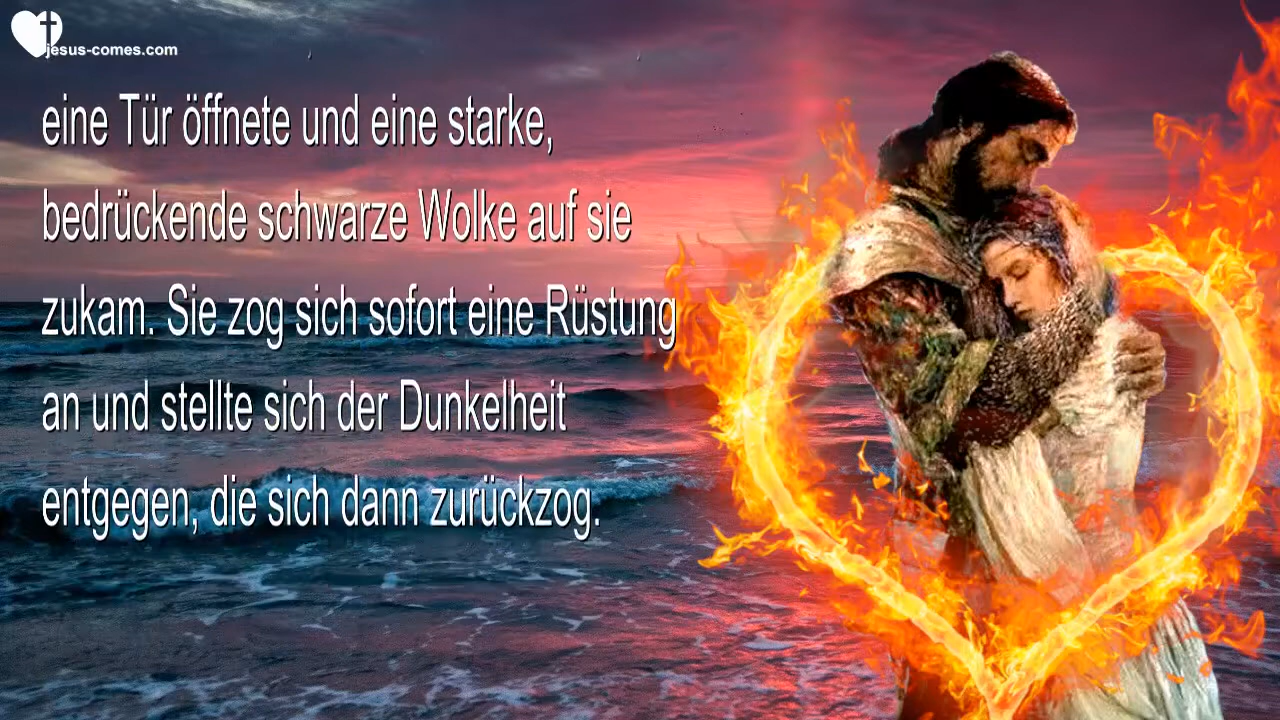 jesus-comes.com
eine Tür öffnete und eine starke,
bedrückende schwarze Wolke auf sie
zukam. Sie zog sich sofort eine Rüstung
an und stellte sich der Dunkelheit
entgegen, die sich dann zurückzog.